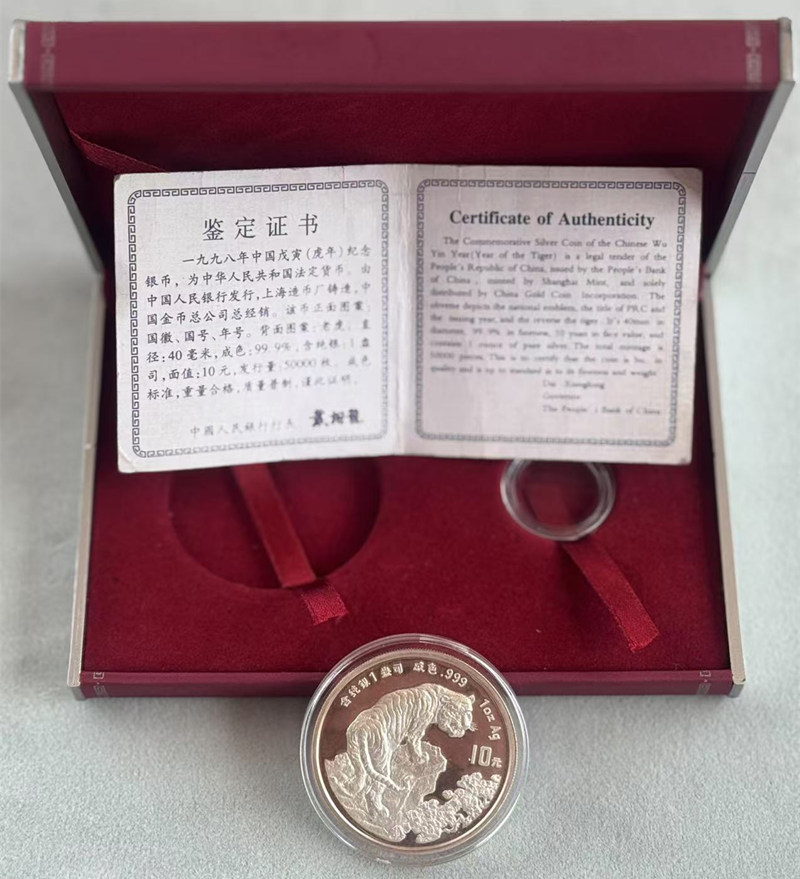 鉴定证书
一九九八年中国戊寅(虎年)纪念
银币，为中华人民共和国法定货币。由
中国人民银行发行,上海造币厂铸造,中
国金币总公司总经销。该币正面图案:
国徽、国号、年号。背面图案:老虎。直
径:40毫米,成色:99.9%,含纯银:1盎
司,面值:10元,发行量:50000枚。成色
标准,重量合格,质量普制,谨此证明。
中國人民銀行行长
Certificate of Authenticity
The Commemorative Silver Coin of the Chinese Wu
Yin Year(Year of the Tiger) is a legal tender of the
People's Republic of China, issued by the People's Bank
of China, minted by Shanghai Mint, and solely
distributed by China Gold Coin Incorporation. The
obverse depicts the national emblem, the title of PRC and
the issuing year, and the reverse the tiger. It's 40mm in
diameter, 99.9% in fineness, 10 yuan in face value, and
contains 1 ounce of pure silver. The total mintage is
50000 pieces. This is to certify that the coin is
quality and is up to standard as to its fineness and weight.
Dai Xianglong
Governor
The People's Bank of China
含纯银1盎司 成色.999 1oz Ag
10元